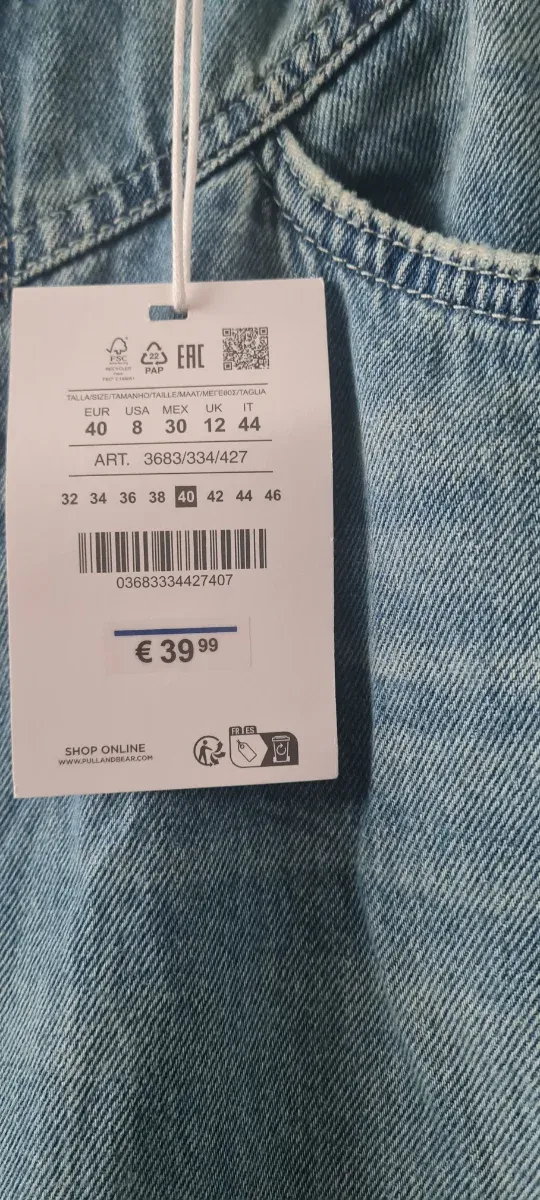 FSC
RECYCLED
22
PAP
EAC
TALLA/SIZE/TAMANHO/TAILLE/MAAT/ΜΕΓΕΘΟΣ/TAGLIA
EUR USA MEX UK IT
40 8 30 12 44
ART. 3683/334/427
32 34 36 38 40 42 44 46
03683334427407
€ 39 99
SHOP ONLINE
WWW.PULLANDBEAR.COM
FR ES